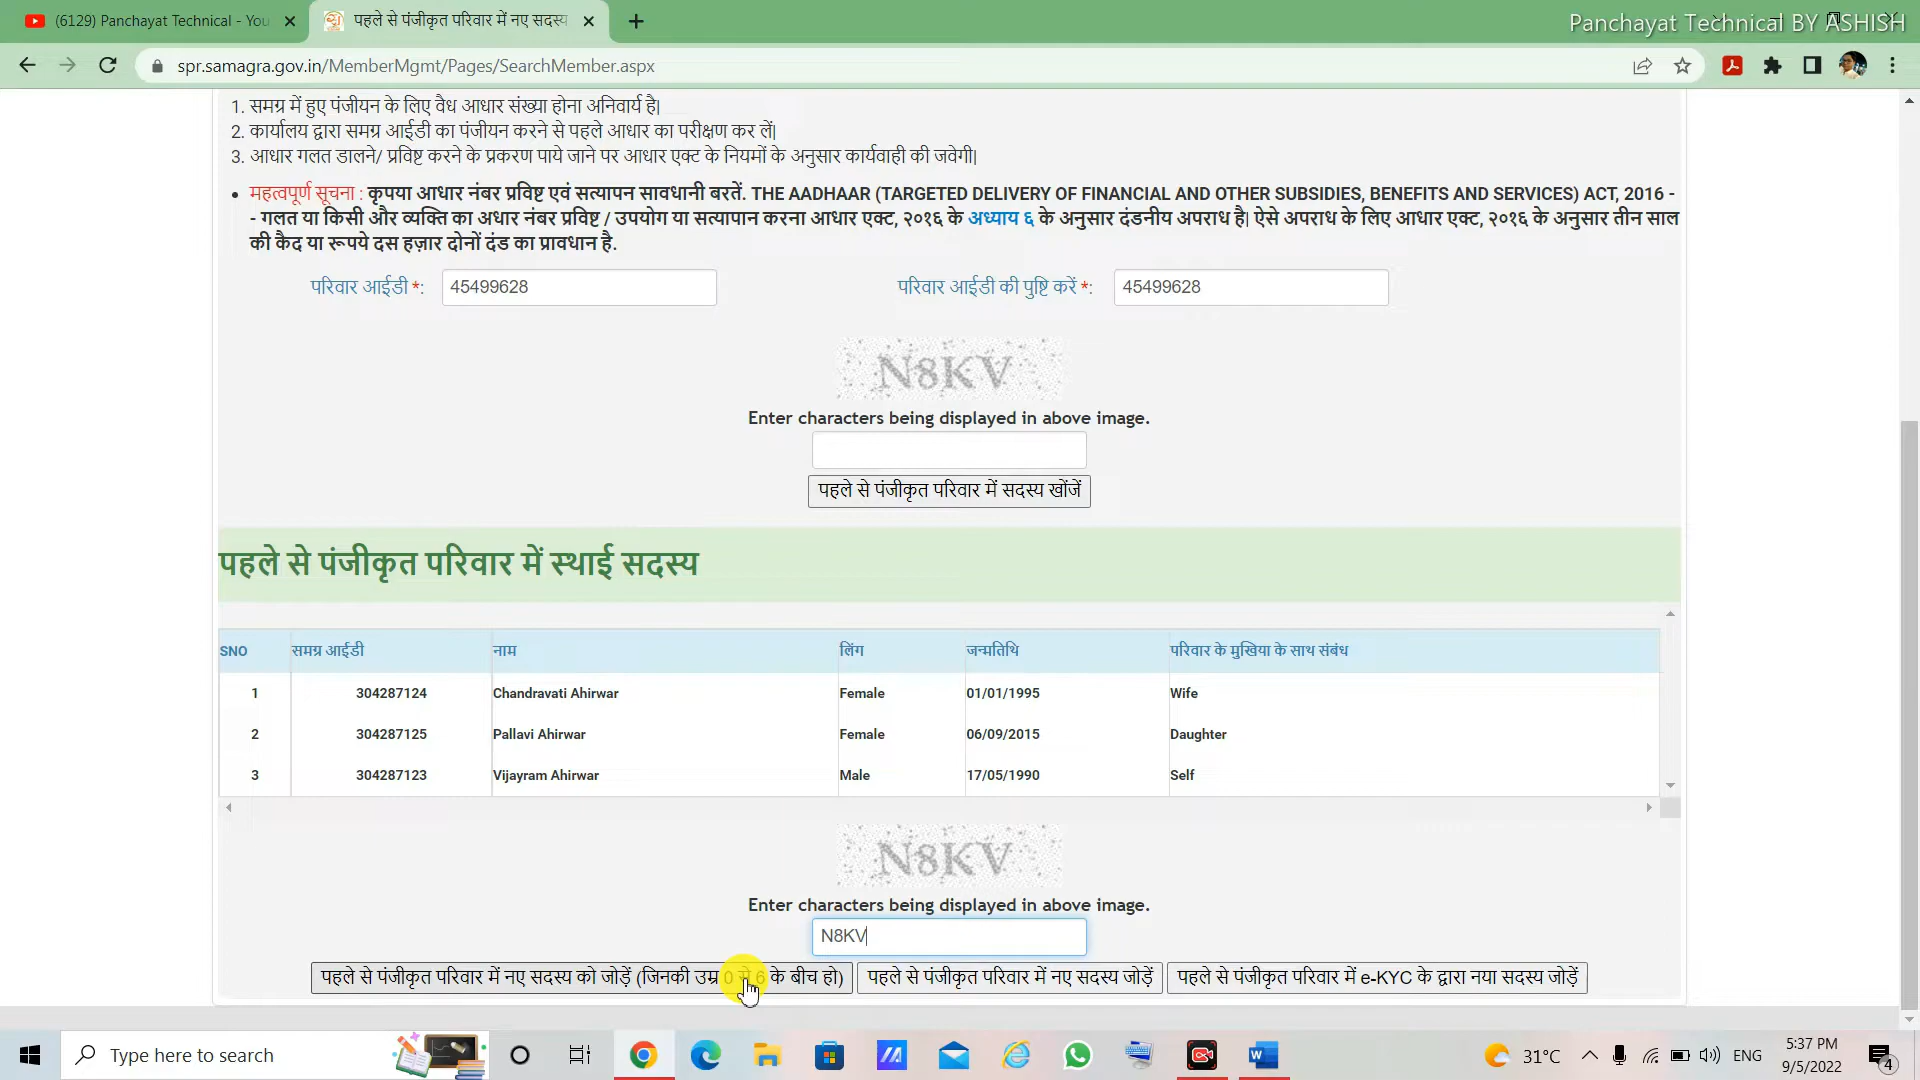 (6129) Panchayat Technical - You
पहले से पंजीकृत परिवार में नए सदस्य
Panchayat Technical BY ASHISH
spr.samagra.gov.in/MemberMgmt/Pages/SearchMember.aspx
1. समग्र में हुए पंजीयन के लिए वैध आधार संख्या होना अनिवार्य है|
2. कार्यालय द्वारा समग्र आईडी का पंजीयन करने से पहले आधार का परीक्षण कर लें|
3. आधार गलत डालने/ प्रविष्ट करने के प्रकरण पाये जाने पर आधार एक्ट के नियमों के अनुसार कार्यवाही की जवेगी|
• महत्वपूर्ण सूचना : कृपया आधार नंबर प्रविष्ट एवं सत्यापन सावधानी बरतें. THE AADHAAR (TARGETED DELIVERY OF FINANCIAL AND OTHER SUBSIDIES, BENEFITS AND SERVICES) ACT, 2016 -
- गलत या किसी और व्यक्ति का अधार नंबर प्रविष्ट / उपयोग या सत्यापान करना आधार एक्ट, २०१६ के अध्याय ६ के अनुसार दंडनीय अपराध है| ऐसे अपराध के लिए आधार एक्ट, २०१६ के अनुसार तीन साल
की कैद या रूपये दस हज़ार दोनों दंड का प्रावधान है.
परिवार आईडी *: 45499628 परिवार आईडी की पुष्टि करें *: 45499628
N8KV
Enter characters being displayed in above image.
पहले से पंजीकृत परिवार में सदस्य खोंजें
पहले से पंजीकृत परिवार में स्थाई सदस्य
SNO समग्र आईडी नाम लिंग जन्मतिथि परिवार के मुखिया के साथ संबंध
1 304287124 Chandravati Ahirwar Female 01/01/1995 Wife
2 304287125 Pallavi Ahirwar Female 06/09/2015 Daughter
3 304287123 Vijayram Ahirwar Male 17/05/1990 Self
N8KV
Enter characters being displayed in above image.
N8KV
पहले से पंजीकृत परिवार में नए सदस्य को जोड़ें (जिनकी उम्र 0 से 6 के बीच हो) पहले से पंजीकृत परिवार में नए सदस्य जोड़ें पहले से पंजीकृत परिवार में e-KYC के द्वारा नया सदस्य जोड़ें
Type here to search
31°C
ENG
5:37 PM
9/5/2022
4